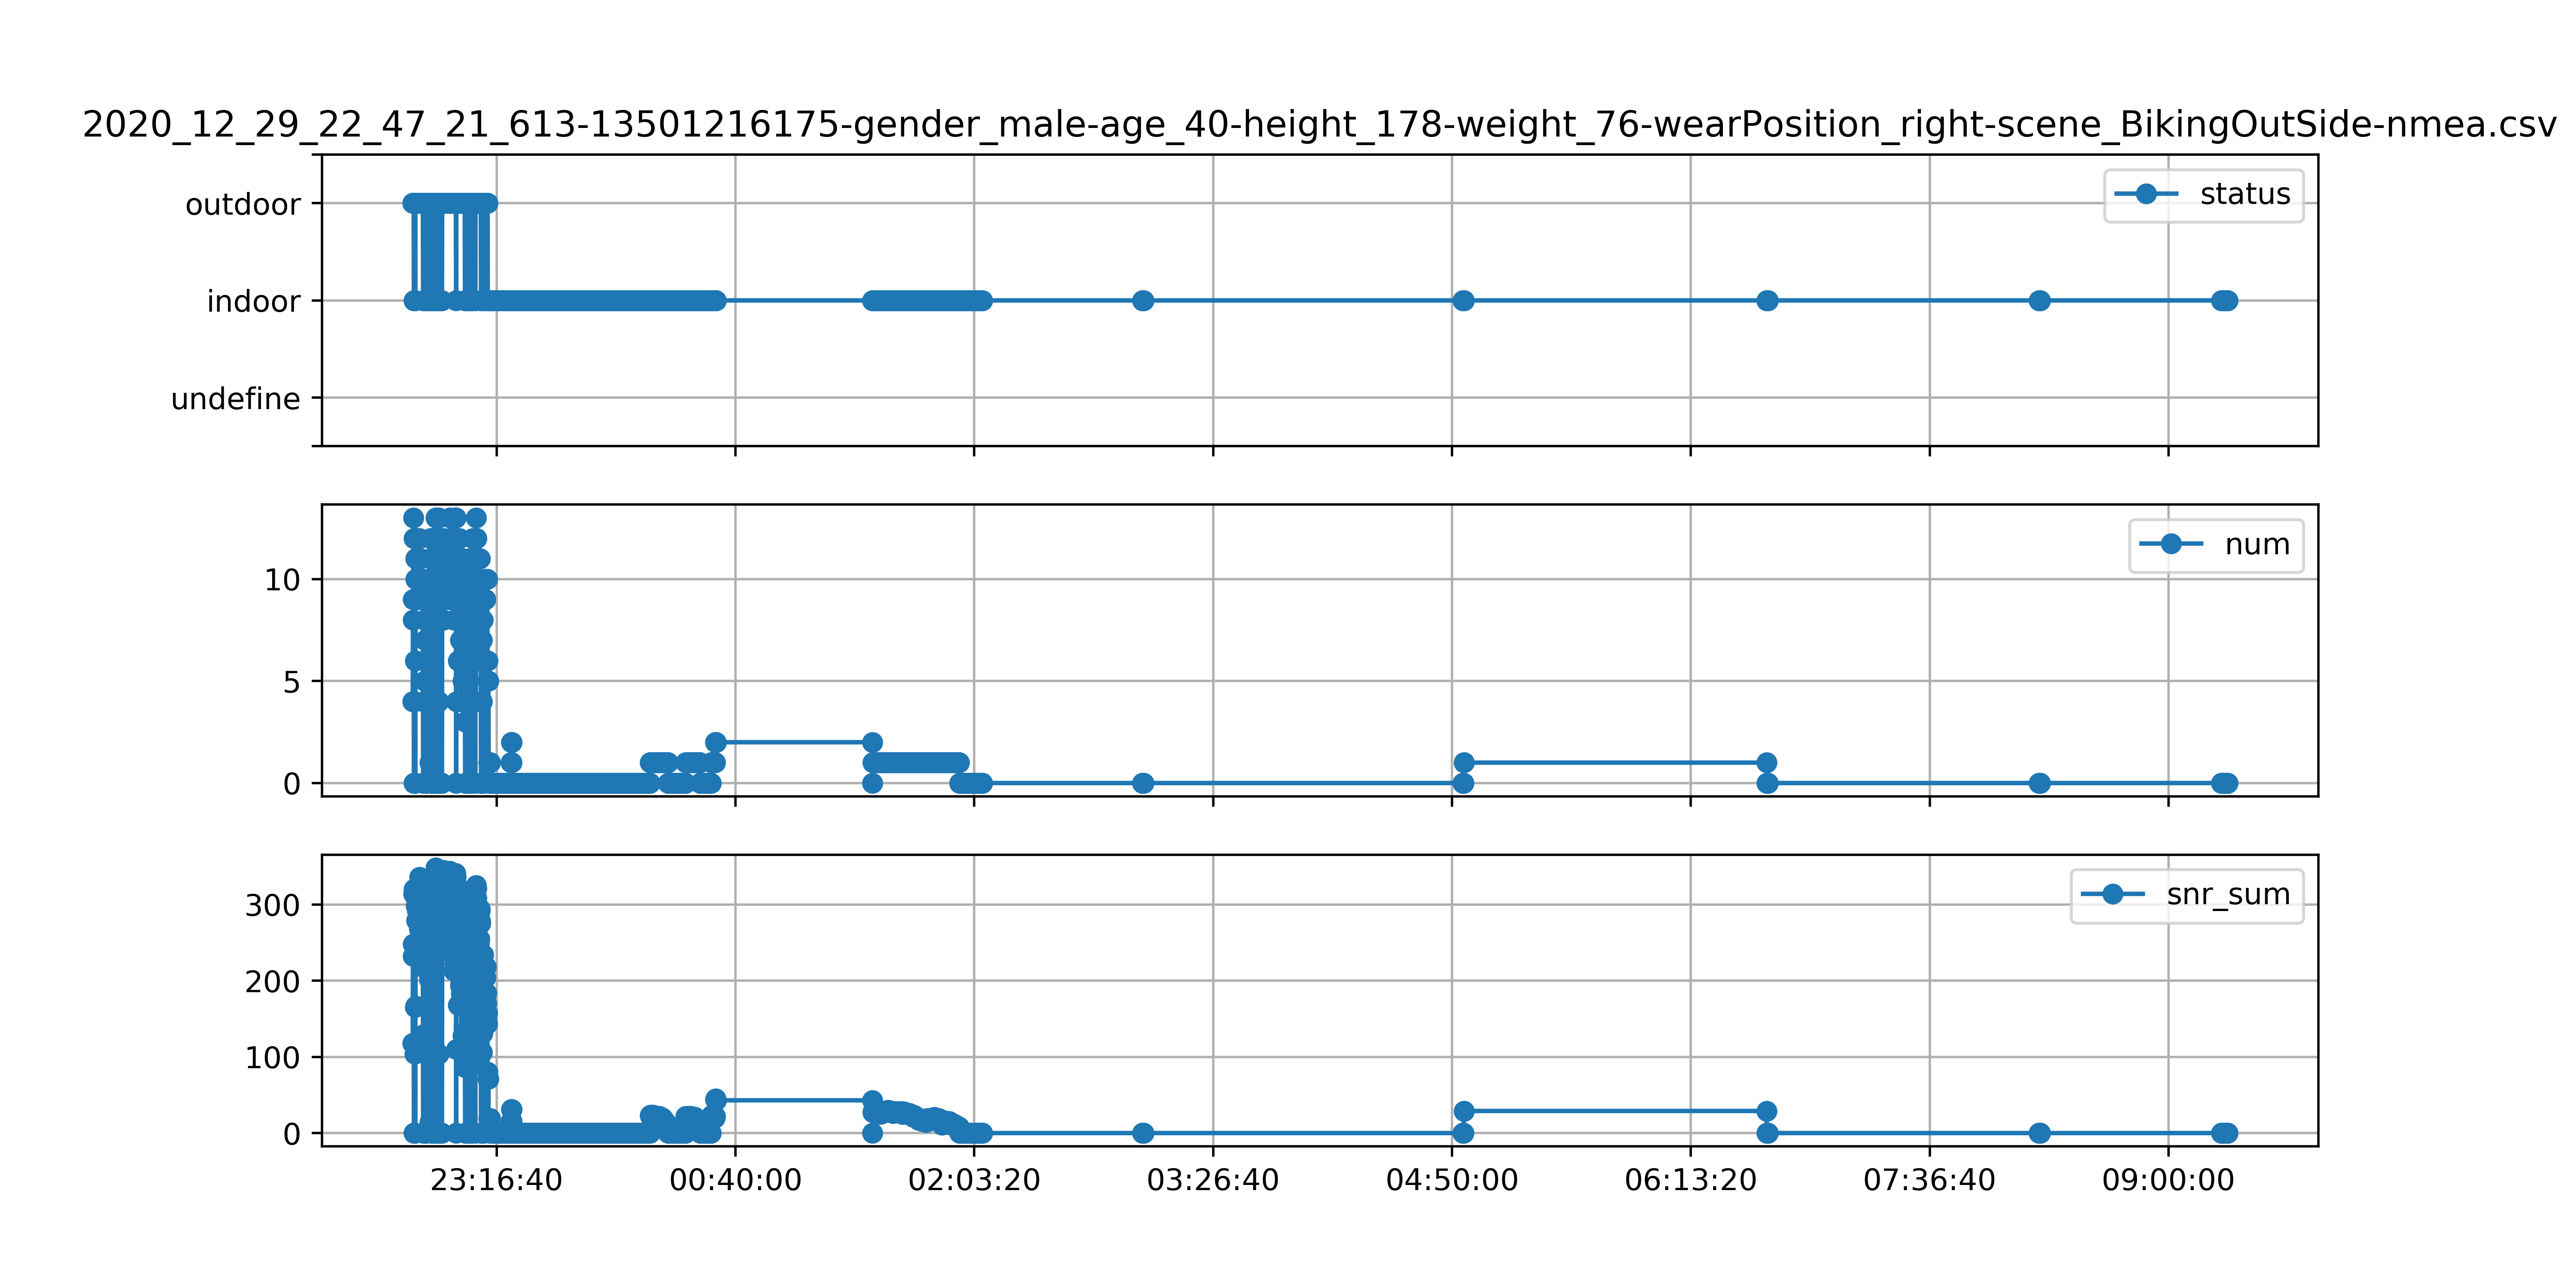 2020_12_29_22_47_21_613-13501216175-gender_male-age_40-height_178-weight_76-wearPosition_right-scene_BikingOutSide-nmea.csv
outdoor
status
indoor
undefine
num
10
5
0
snr_sum
300
200
100
0
23:16:40 00:40:00 02:03:20 03:26:40 04:50:00 06:13:20 07:36:40 09:00:00